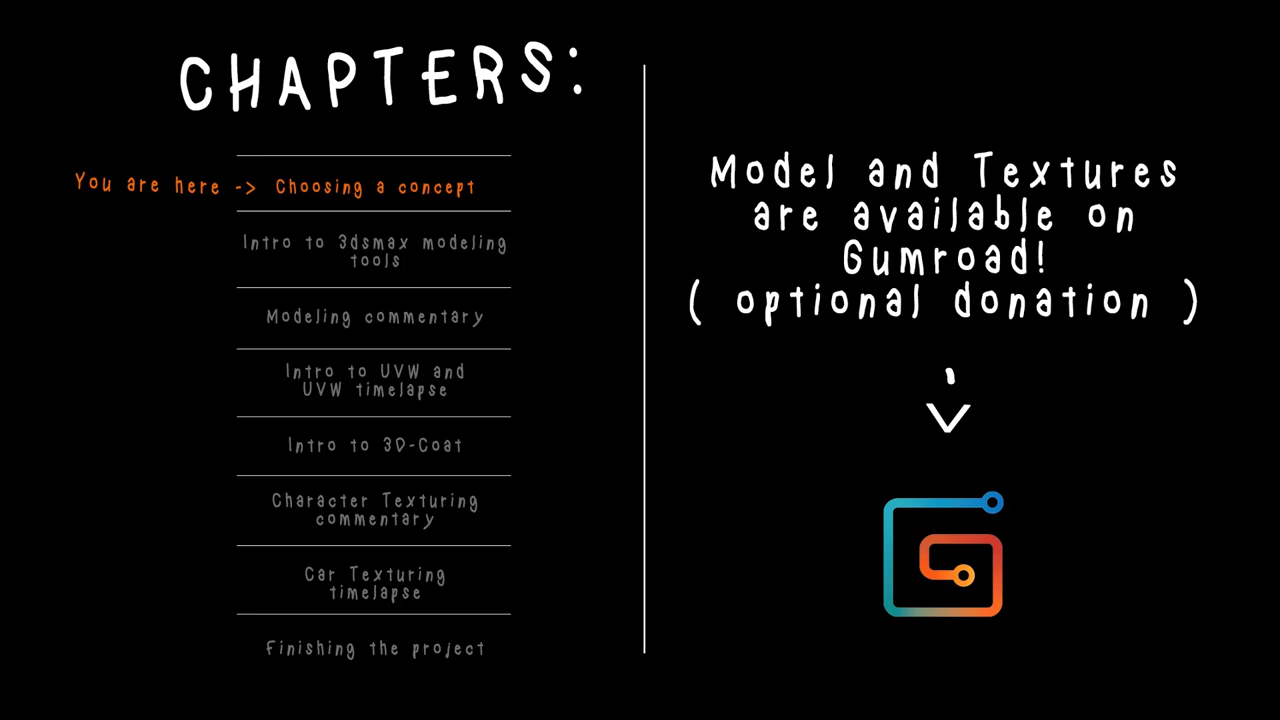 CHAPTERS:
You are here -> Choosing a concept
Intro to 3dsmax modeling
tools
Modeling commentary
Intro to UVW and
UVW timelapse
Intro to 3D-Coat
Character Texturing
commentary
Car Texturing
timelapse
Finishing the project
Model and Textures
are available on
Gumroad!
( optional donation )